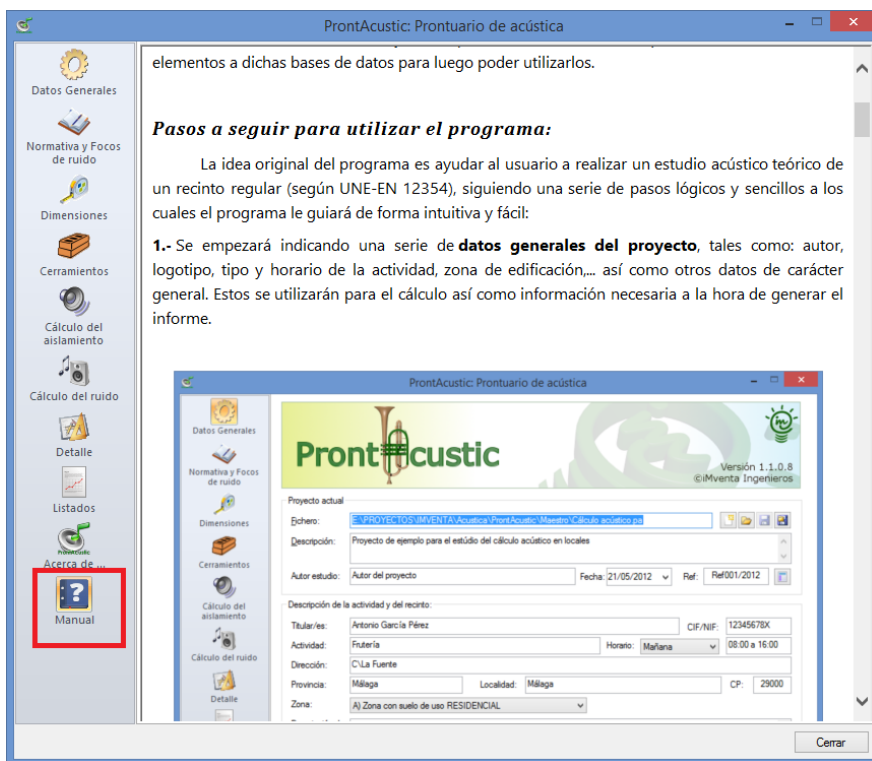 ProntAcustic: Prontuario de acústica
Datos Generales
Normativa y Focos
de ruido
Dimensiones
Cerramientos
Cálculo del
aislamiento
Cálculo del ruido
Detalle
Listados
ProntAcustic
Acerca de ...
?
Manual
elementos a dichas bases de datos para luego poder utilizarlos.
Pasos a seguir para utilizar el programa:
La idea original del programa es ayudar al usuario a realizar un estudio acústico teórico de
un recinto regular (según UNE-EN 12354), siguiendo una serie de pasos lógicos y sencillos a los
cuales el programa le guiará de forma intuitiva y fácil:
1.- Se empezará indicando una serie de datos generales del proyecto, tales como: autor,
logotipo, tipo y horario de la actividad, zona de edificación,... así como otros datos de carácter
general. Estos se utilizarán para el cálculo así como información necesaria a la hora de generar el
informe.
ProntAcustic: Prontuario de acústica
Datos Generales
Normativa y Focos
de ruido
Dimensiones
Cerramientos
Cálculo del
aislamiento
Cálculo del ruido
Detalle
ProntAcustic
Versión 1.1.0.8
©iMventa Ingenieros
Proyecto actual
Fichero: E:\PROYECTOS\IMVENTA\Acustica\ProntAcustic\Maestro\Cálculo acústico pa
Descripción: Proyecto de ejemplo para el estúdio del cálculo acústico en locales
Autor estudio: Autor del proyecto Fecha: 21/05/2012 Ref: Ref001/2012
Descripción de la actividad y del recinto:
Titular/es: Antonio García Pérez CIF/NIF: 12345678X
Actividad: Frutería Horario: Mañana 08:00 a 16:00
Dirección: C\La Fuente
Provincia: Málaga Localidad: Málaga CP: 29000
Zona: A) Zona con suelo de uso RESIDENCIAL
Cerrar